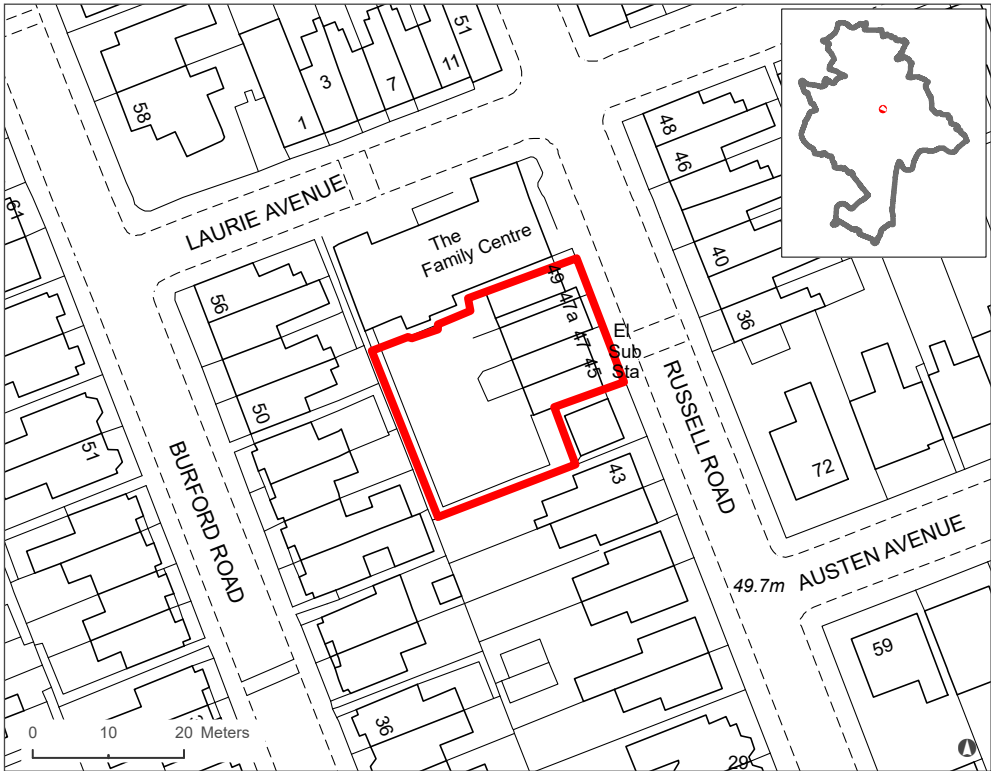 51
11
7
3
1
58
48
46
LAURIE AVENUE
61
The
Family Centre
40
49
47a
47
45
56
36
El
Sub
Sta
RUSSELL ROAD
50
51
BURFORD ROAD
43
72
AUSTEN AVENUE
49.7m
59
36
29
0 10 20 Meters